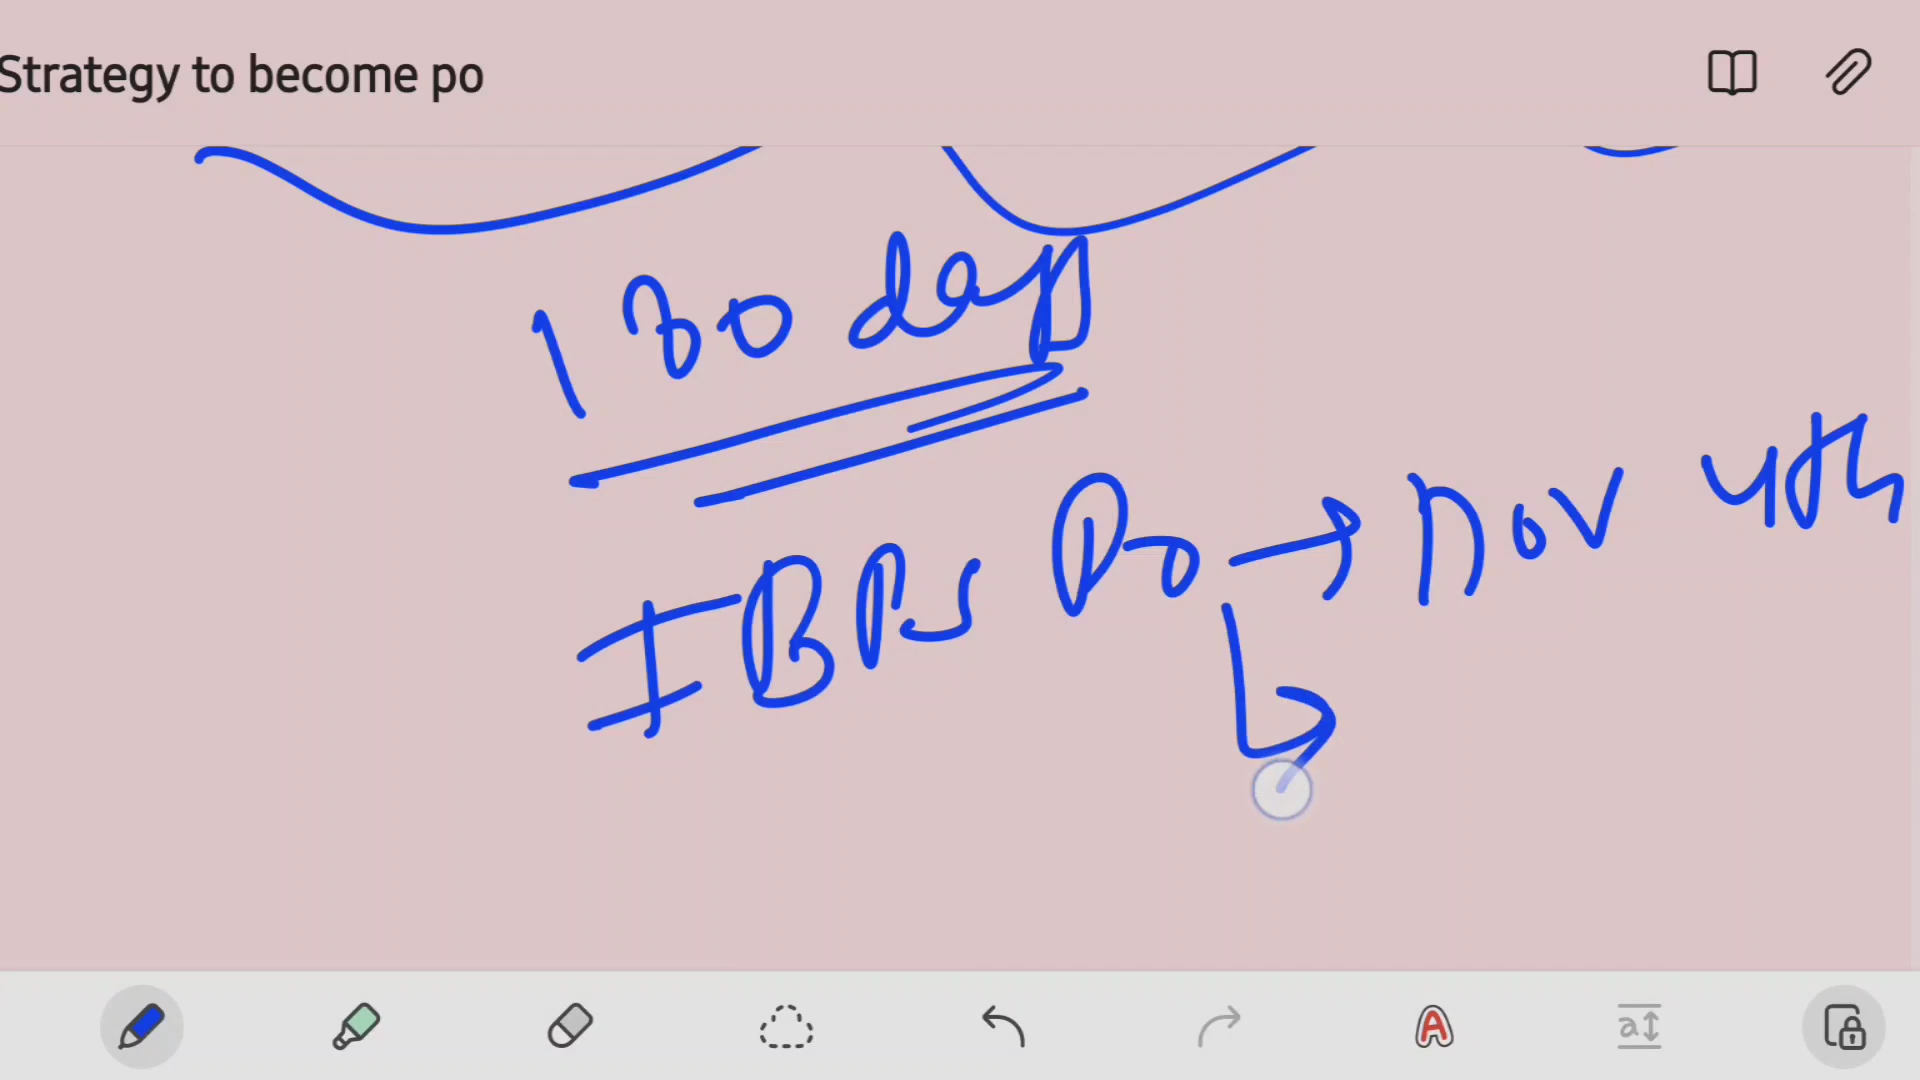 Strategy to become po
130 days
IBPS PO → Nov 4th